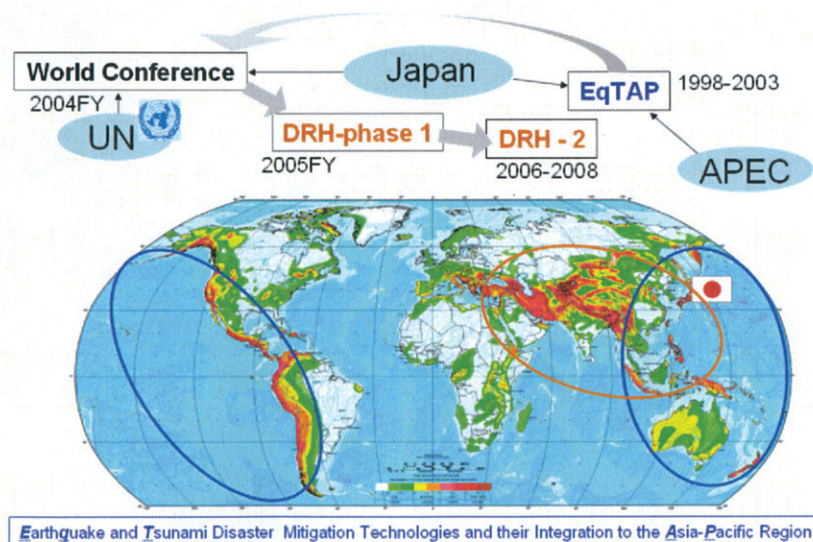 World Conference
Japan
EqTAP
1998-2003
2004FY
UN
DRH-phase 1
DRH - 2
2005FY
2006-2008
APEC
Earthquake and Tsunami Disaster Mitigation Technologies and their Integration to the Asia-Pacific Region